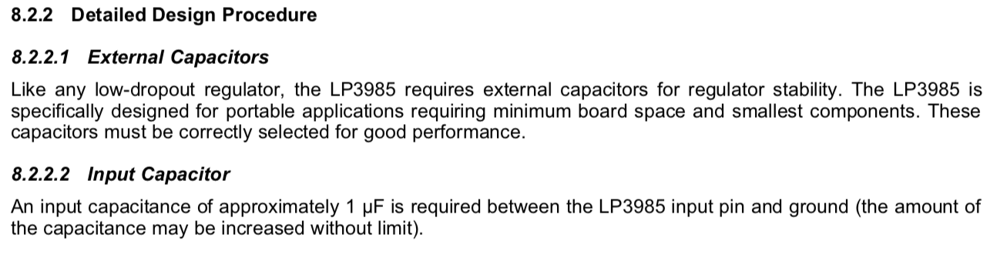 8.2.2 Detailed Design Procedure
8.2.2.1 External Capacitors
Like any low-dropout regulator, the LP3985 requires external capacitors for regulator stability. The LP3985 is
specifically designed for portable applications requiring minimum board space and smallest components. These
capacitors must be correctly selected for good performance.
8.2.2.2 Input Capacitor
An input capacitance of approximately 1 µF is required between the LP3985 input pin and ground (the amount of
the capacitance may be increased without limit).